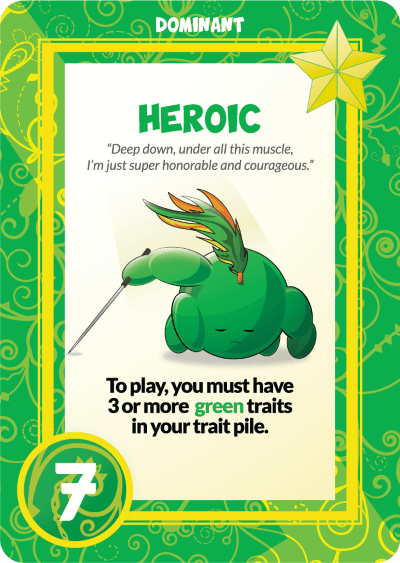 DOMINANT
HEROIC
“Deep down, under all this muscle,
I’m just super honorable and courageous.”
To play, you must have
3 or more green traits
in your trait pile.
7